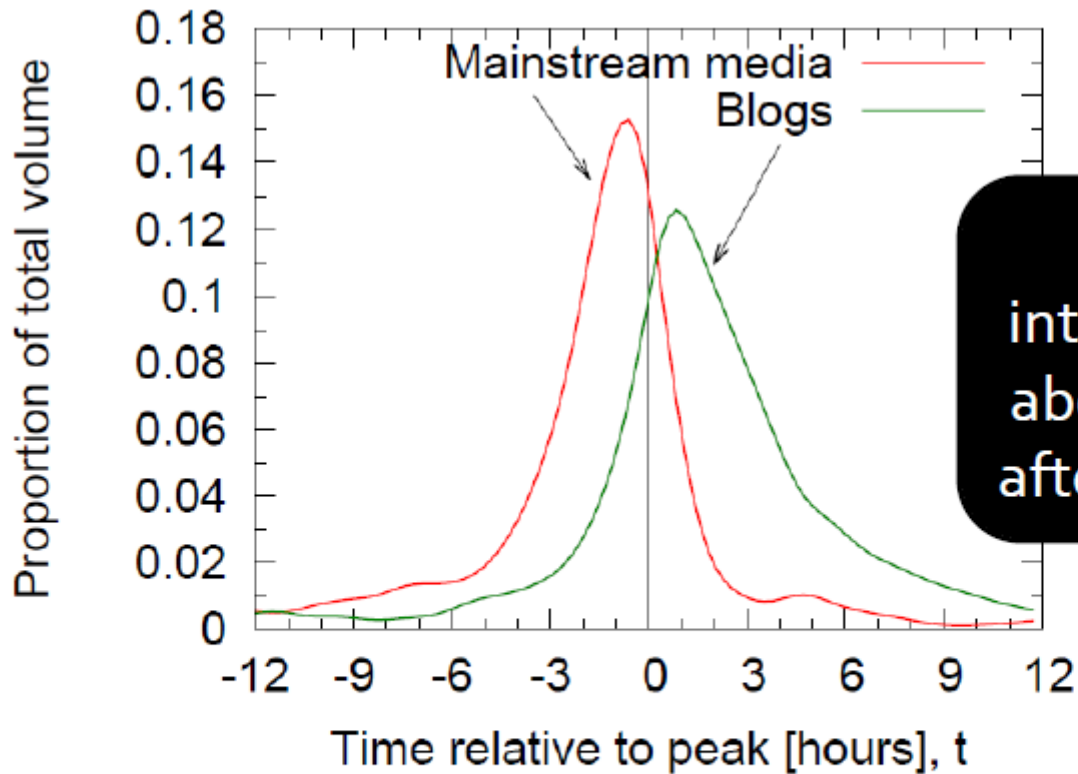 0.18
0.16
0.14
0.12
0.1
0.08
0.06
0.04
0.02
0
Proportion of total volume
Mainstream media
Blogs
-12 -9 -6 -3 0 3 6 9 12
Time relative to peak [hours], t